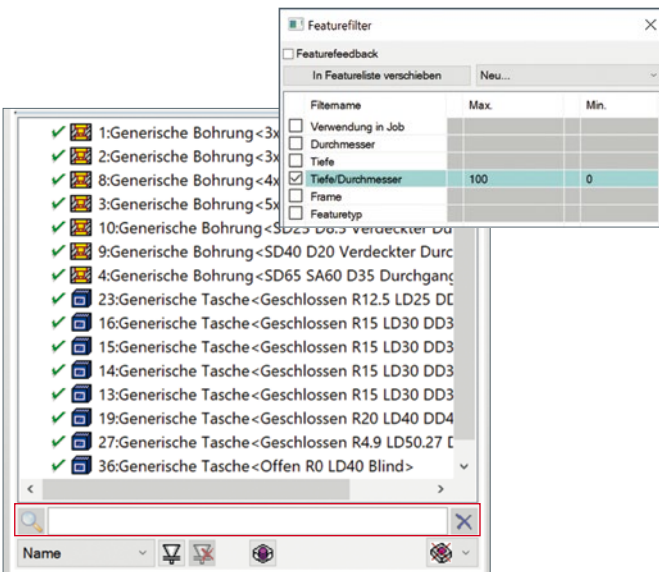 Featurefilter
Featurefeedback
In Featureliste verschieben
Neu...
Filtername Max. Min.
Verwendung in Job
Durchmesser
Tiefe
Tiefe/Durchmesser 100 0
Frame
Featuretyp
1:Generische Bohrung<3x
2:Generische Bohrung<3x
8:Generische Bohrung<4x
3:Generische Bohrung<5x
10:Generische Bohrung<SD25 D8.5 Verdeckter Du
9:Generische Bohrung<SD40 D20 Verdeckter Durc
4:Generische Bohrung<SD65 SA60 D35 Durchgang
23:Generische Tasche<Geschlossen R12.5 LD25 DD
16:Generische Tasche<Geschlossen R15 LD30 DD3
15:Generische Tasche<Geschlossen R15 LD30 DD3
14:Generische Tasche<Geschlossen R15 LD30 DD3
13:Generische Tasche<Geschlossen R15 LD30 DD3
19:Generische Tasche<Geschlossen R20 LD40 DD4
27:Generische Tasche<Geschlossen R4.9 LD50.27 D
36:Generische Tasche<Offen R0 LD40 Blind>
Name